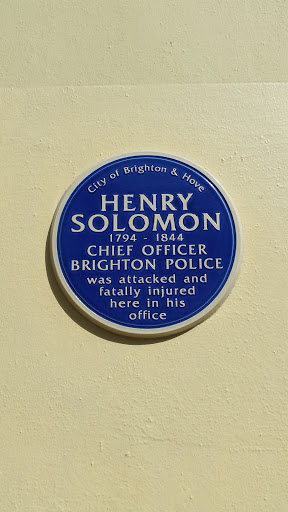 City of Brighton & Hove
HENRY
SOLOMON
1794 - 1844
CHIEF OFFICER
BRIGHTON POLICE
was attacked and
fatally injured
here in his
office